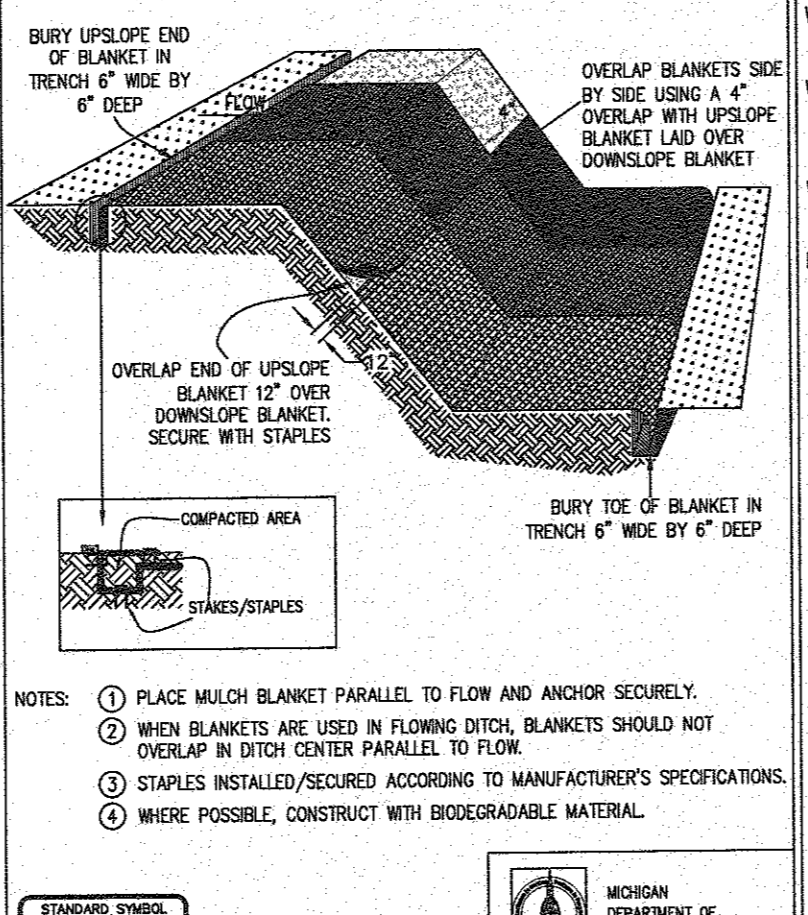 BURY UPSLOPE END
OF BLANKET IN
TRENCH 6" WIDE BY
6" DEEP
FLOW
4"
OVERLAP BLANKETS SIDE
BY SIDE USING A 4"
OVERLAP WITH UPSLOPE
BLANKET LAID OVER
DOWNSLOPE BLANKET
12"
OVERLAP END OF UPSLOPE
BLANKET 12" OVER
DOWNSLOPE BLANKET.
SECURE WITH STAPLES
BURY TOE OF BLANKET IN
TRENCH 6" WIDE BY 6" DEEP
COMPACTED AREA
STAKES/STAPLES
NOTES: 1 PLACE MULCH BLANKET PARALLEL TO FLOW AND ANCHOR SECURELY.
2 WHEN BLANKETS ARE USED IN FLOWING DITCH, BLANKETS SHOULD NOT
OVERLAP IN DITCH CENTER PARALLEL TO FLOW.
3 STAPLES INSTALLED/SECURED ACCORDING TO MANUFACTURER'S SPECIFICATIONS.
4 WHERE POSSIBLE, CONSTRUCT WITH BIODEGRADABLE MATERIAL.
STANDARD SYMBOL
MICHIGAN
DEPARTMENT OF